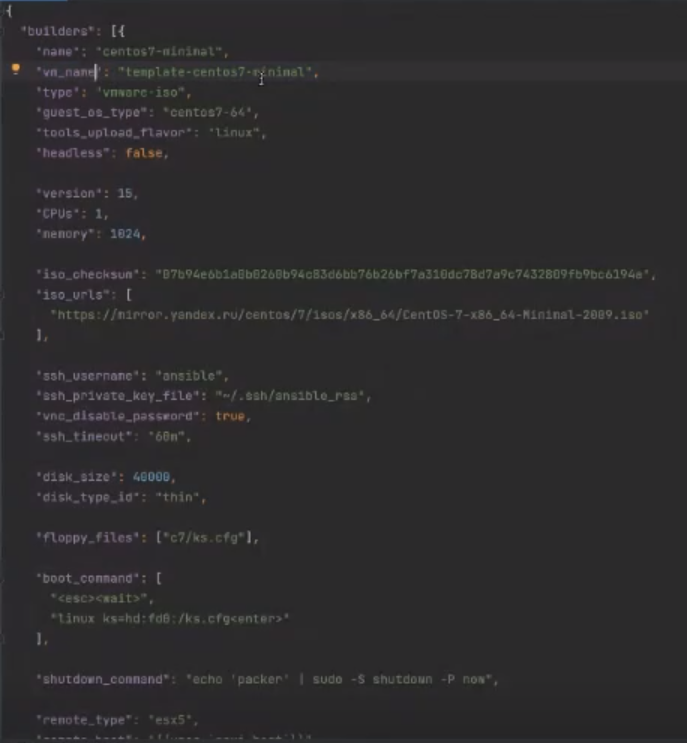 {
"builders": [{
"name": "centos7-minimal",
"vm_name": "template-centos7-minimal",
"type": "vmware-iso",
"guest_os_type": "centos7-64",
"tools_upload_flavor": "linux",
"headless": false,
"version": 15,
"CPUs": 1,
"memory": 1024,
"iso_checksum": "07b94e6b1a0b0260b94c83d6bb76b26bf7a310dc78d7a9c7432809fb9bc6194a",
"iso_urls": [
"https://mirror.yandex.ru/centos/7/isos/x86_64/CentOS-7-x86_64-Minimal-2009.iso"
],
"ssh_username": "ansible",
"ssh_private_key_file": "~/.ssh/ansible_rsa",
"vnc_disable_password": true,
"ssh_timeout": "60m",
"disk_size": 40000,
"disk_type_id": "thin",
"floppy_files": ["c7/ks.cfg"],
"boot_command": [
"<esc><wait>",
"linux ks=hd:fd0:/ks.cfg<enter>"
],
"shutdown_command": "echo 'packer' | sudo -S shutdown -P now",
"remote_type": "esx5",